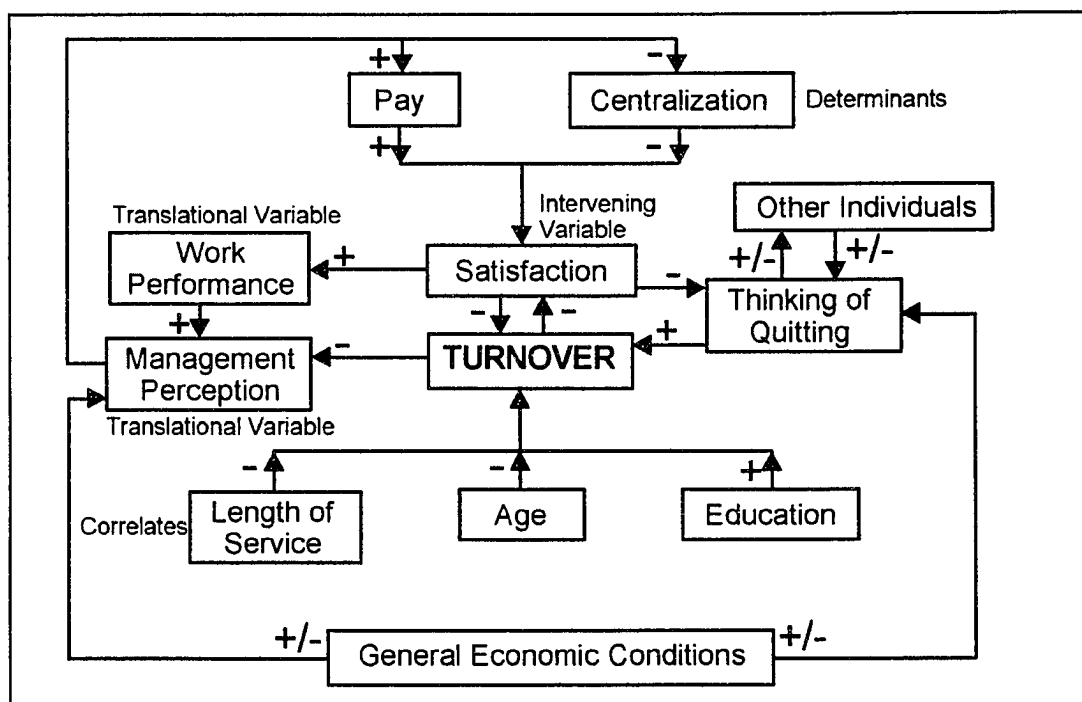 + -
Pay Centralization Determinants
+ -
Translational Variable
Work
Performance
Intervening
Variable
Other Individuals
+/- +/-
+ Satisfaction -
Thinking of
Quitting
+
- -
+
Management
Perception
- TURNOVER
Translational Variable
- - +
Correlates
Length of
Service
Age
Education
+/- +/-
General Economic Conditions